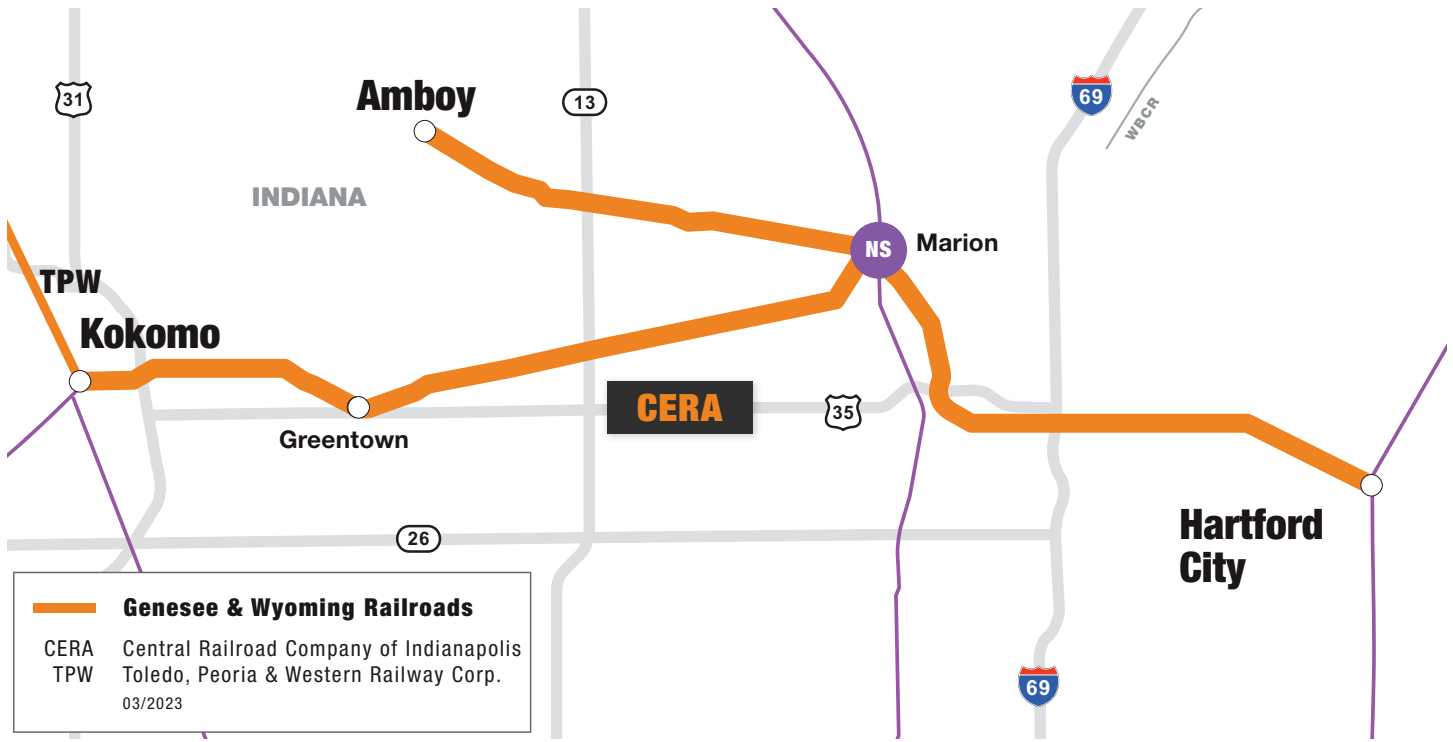 31
Amboy
13
69
WBCR
INDIANA
NS
Marion
TPW
Kokomo
CERA
35
Greentown
Hartford
City
26
Genesee & Wyoming Railroads
CERA Central Railroad Company of Indianapolis
TPW Toledo, Peoria & Western Railway Corp.
03/2023
69